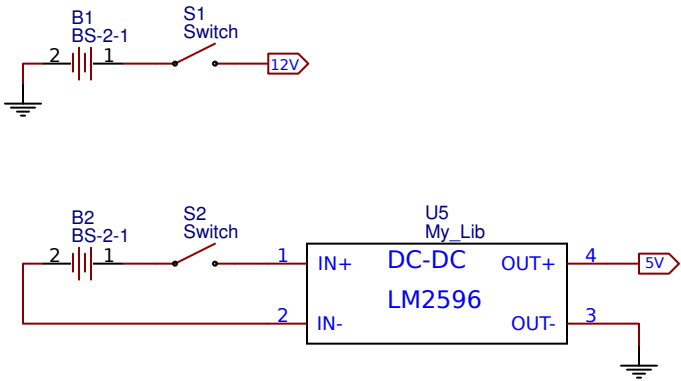 B1
BS-2-1
S1
Switch
2
1
12V
B2
BS-2-1
S2
Switch
U5
My_Lib
2
1
1
IN+
DC-DC
OUT+
4
5V
LM2596
2
IN-
OUT-
3